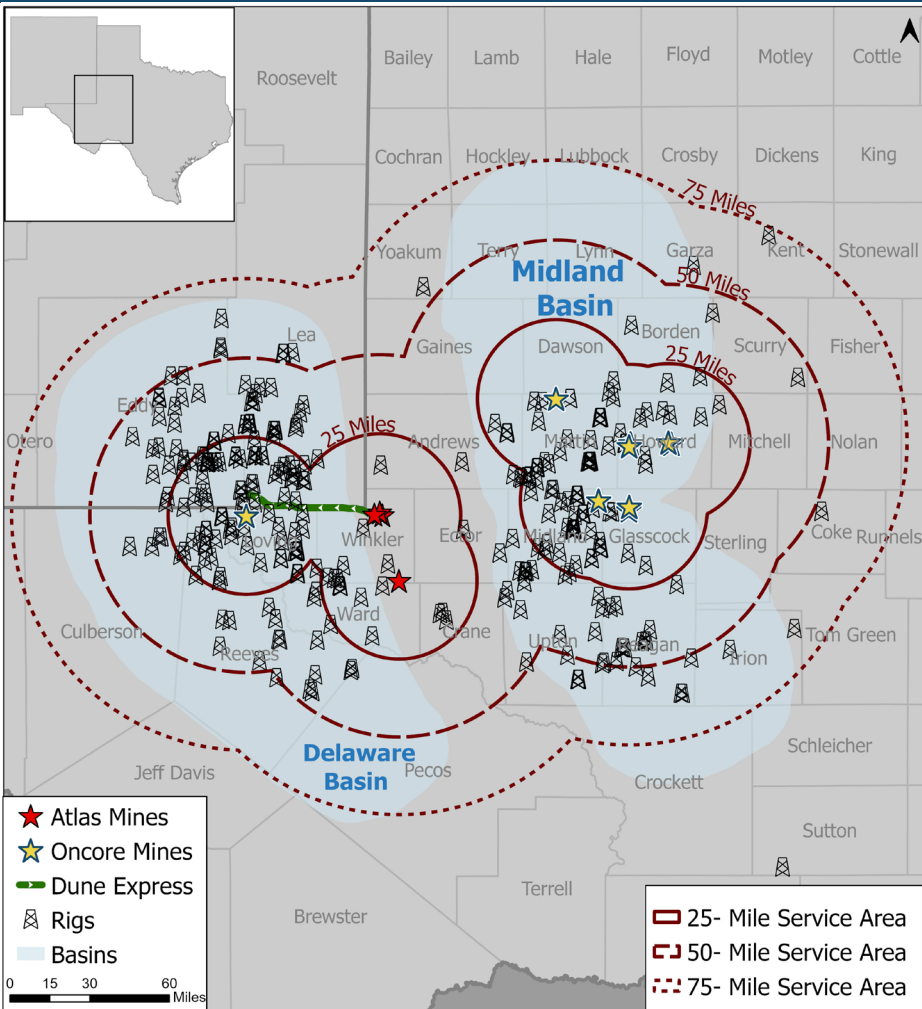 Roosevelt
Bailey
Lamb
Hale
Floyd
Motley
Cottle
Cochran
Hockley
Lubbock
Crosby
Dickens
King
75 Miles
Yoakum
Terry
Lynn
Garza
Kent
Stonewall
50 Miles
Midland
Basin
Lea
Gaines
Dawson
Borden
Scurry
Fisher
25 Miles
Eddy
25 Miles
Otero
Andrews
Martin
Howard
Mitchell
Nolan
Loving
Winkler
Ector
Midland
Glasscock
Sterling
Coke
Runnels
Ward
Crane
Culberson
Reeves
Upton
Reagan
Irion
Tom Green
Delaware
Basin
Jeff Davis
Pecos
Crockett
Schleicher
Sutton
Terrell
Brewster
Atlas Mines
Oncore Mines
Dune Express
Rigs
Basins
0 15 30 60
Miles
25- Mile Service Area
50- Mile Service Area
75- Mile Service Area